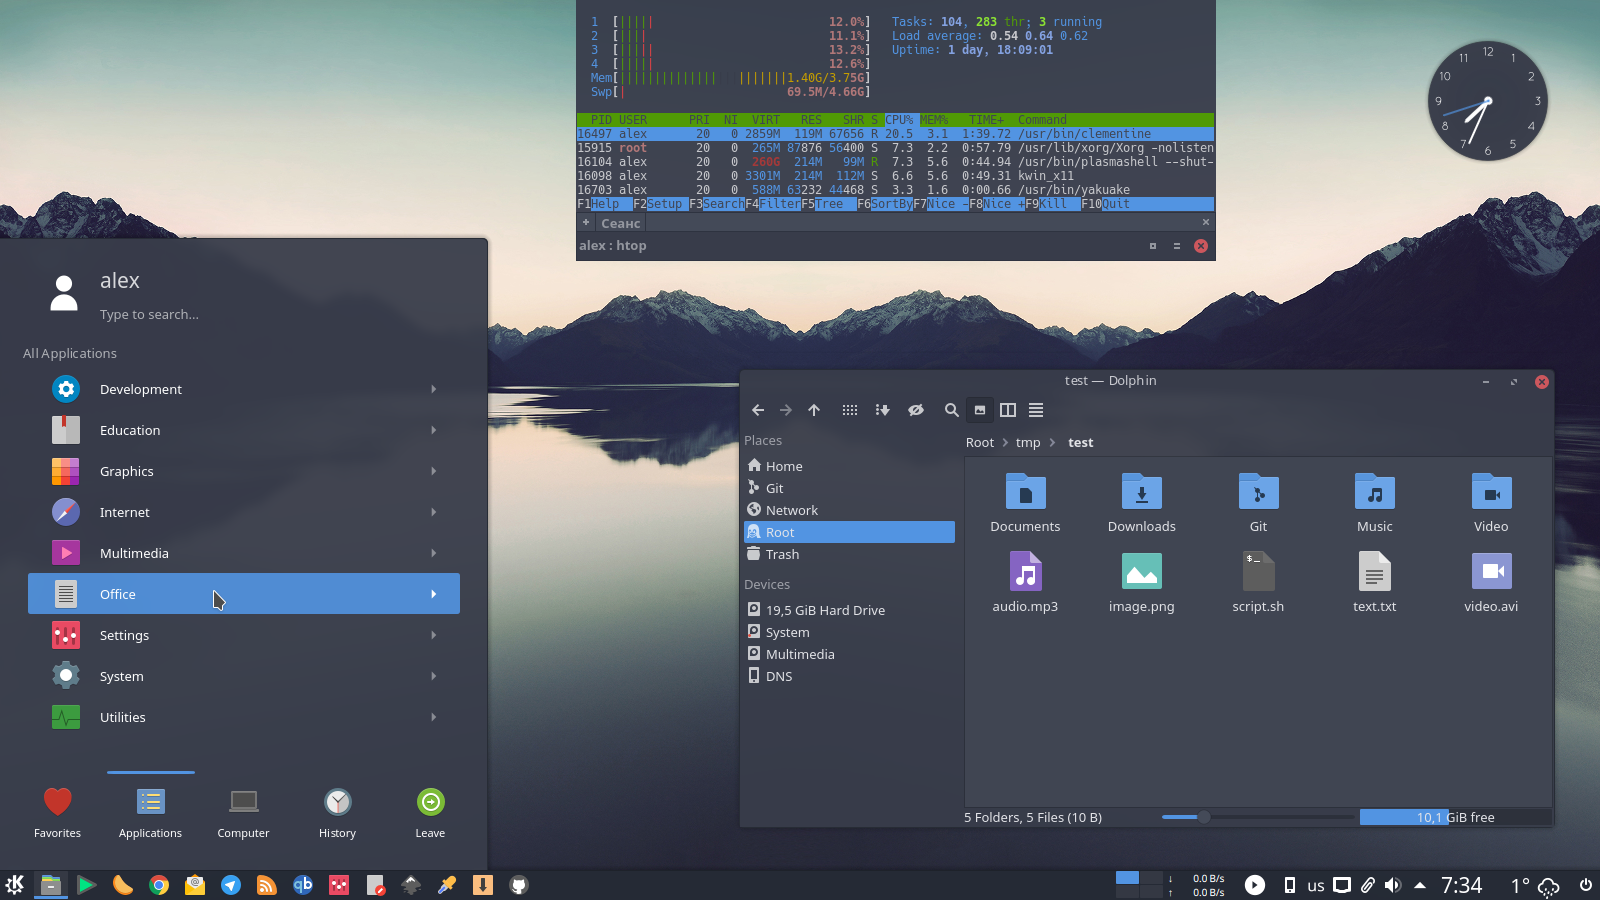 1 [||||| 12.0%]
2 [|||| 11.1%]
3 [||||| 13.2%]
4 [||||| 12.6%]
Mem[||||||||||||||  |||||||1.40G/3.75G]
Swp[| 69.5M/4.66G]
Tasks: 104, 283 thr; 3 running
Load average: 0.54 0.64 0.62
Uptime: 1 day, 18:09:01
PID USER PRI NI VIRT RES SHR S CPU% MEM% TIME+ Command
16497 alex 20 0 2859M 119M 67656 R 20.5 3.1 1:39.72 /usr/bin/clementine
15915 root 20 0 265M 87876 56400 S 7.3 2.2 0:57.79 /usr/lib/xorg/Xorg -nolisten
16104 alex 20 0 260G 214M 99M R 7.3 5.6 0:44.94 /usr/bin/plasmashell --shut-
16098 alex 20 0 3301M 214M 112M S 6.6 5.6 0:49.31 kwin_x11
16703 alex 20 0 588M 63232 44468 S 3.3 1.6 0:00.66 /usr/bin/yakuake
F1Help F2Setup F3SearchF4FilterF5Tree F6SortByF7Nice -F8Nice +F9Kill F10Quit
+ Сеанс ×
alex : htop
12
1
2
3
4
5
6
7
8
9
10
11
alex
Type to search...
All Applications
Development
Education
Graphics
Internet
Multimedia
Office
Settings
System
Utilities
Favorites Applications Computer History Leave
test — Dolphin
Places
Home
Git
Network
Root
Trash
Devices
19,5 GiB Hard Drive
System
Multimedia
DNS
Root > tmp > test
Documents Downloads Git Music Video
$_
audio.mp3 image.png script.sh text.txt video.avi
5 Folders, 5 Files (10 B)
10,1 GiB free
qb
↓ 0.0 B/s
↑ 0.0 B/s
us
7:34
1°